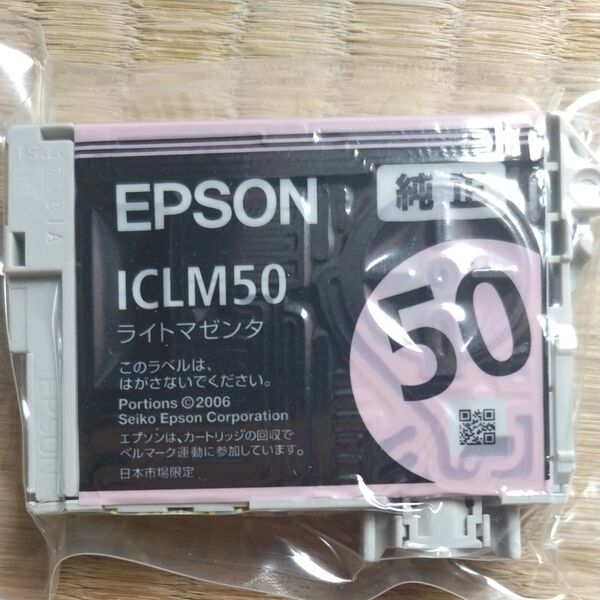 EPSON
純正
ICLM50
ライトマゼンタ
50
このラベルは、
はがさないでください。
Portions ©2006
Seiko Epson Corporation
エプソンは、カートリッジの回収で
ベルマーク運動に参加しています。
日本市場限定
EPSON